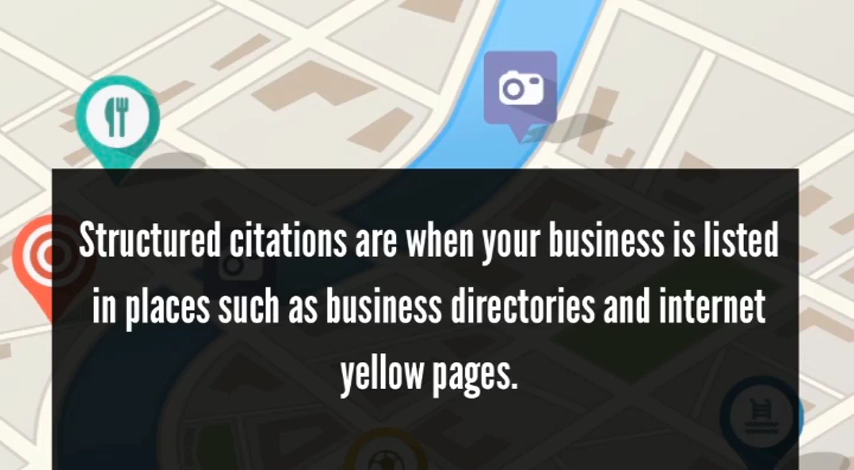 Structured citations are when your business is listed
in places such as business directories and internet
yellow pages.